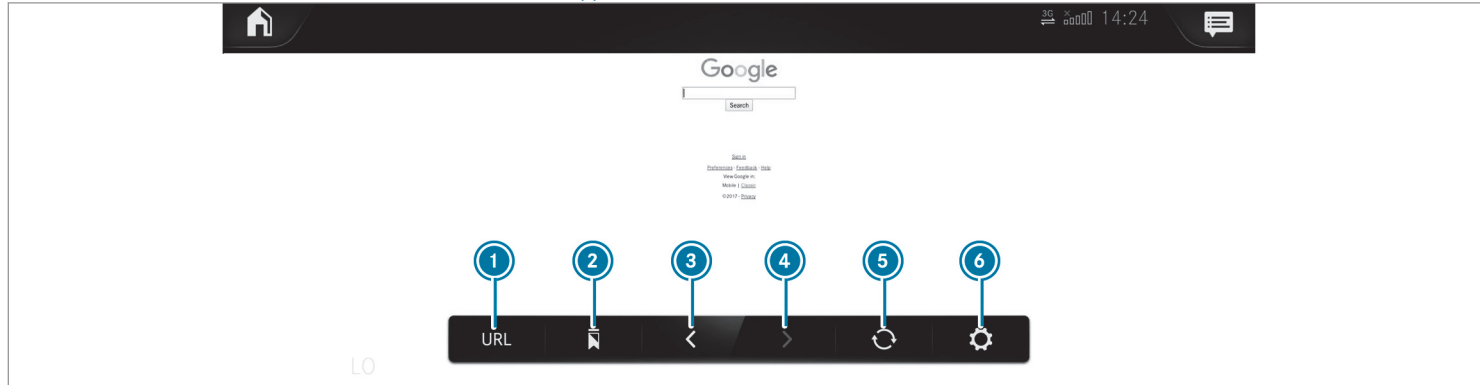 3G 14:24
Google
Search
Sign in
Preferences - Feedback - Help
View Google in:
Mobile | Classic
©2017 - Privacy
1 2 3 4 5 6
URL
LO